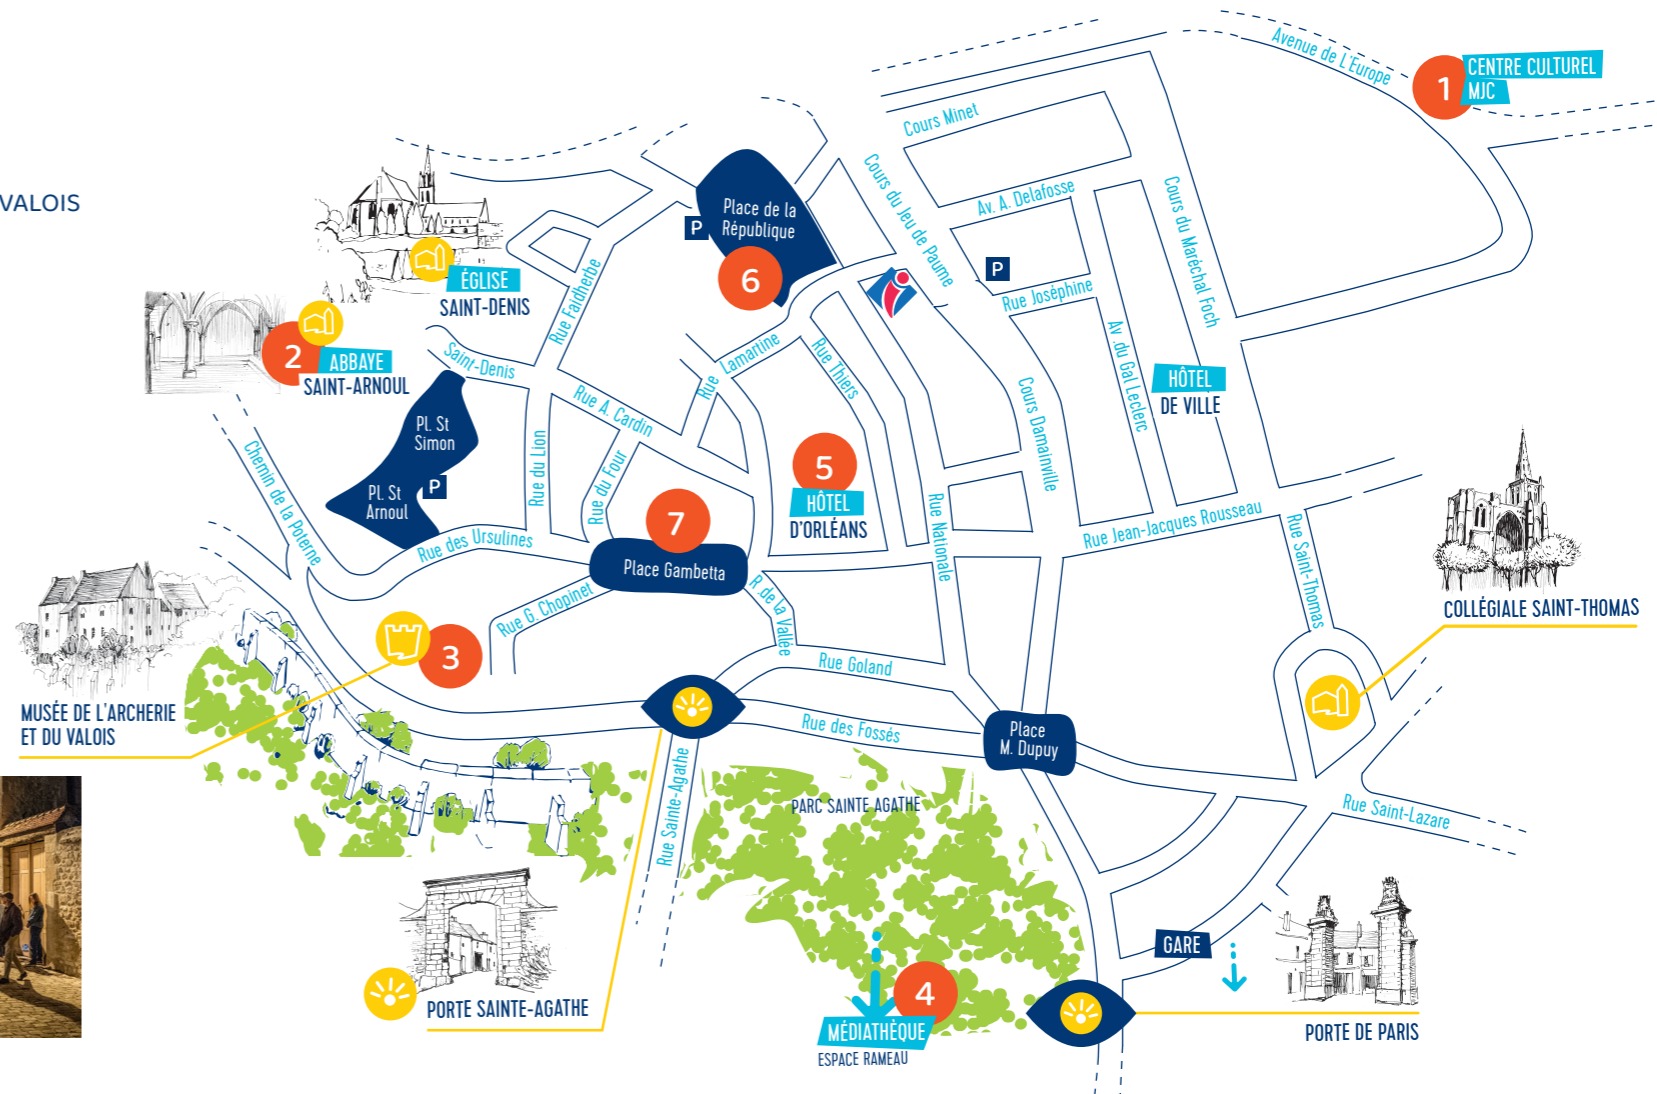 VALOIS
Avenue de L'Europe
1
CENTRE CULTUREL
MJC
Cours Minet
Cours du Jeu de Paume
Av. A. Delafosse
Cours du Maréchal Foch
Place de la
République
P
6
P
Rue Joséphine
ÉGLISE
SAINT-DENIS
Rue Faidherbe
2
ABBAYE
SAINT-ARNOUL
Saint-Denis
Rue Lamartine
Rue Thiers
Av .du Gal Leclerc
HÔTEL
DE VILLE
Cours Damainville
Rue A. Cardin
Pl. St
Simon
Pl. St
Arnoul
P
Chemin de la Poterne
Rue du Lion
Rue du Four
5
HÔTEL
D'ORLÉANS
Rue Nationale
Rue Jean-Jacques Rousseau
Rue Saint-Thomas
7
Place Gambetta
Rue des Ursulines
Rue G. Chopinet
R .de la Vallée
COLLÉGIALE SAINT-THOMAS
3
Rue Goland
MUSÉE DE L'ARCHERIE
ET DU VALOIS
Rue des Fossés
Place
M. Dupuy
Rue Sainte-Agathe
PARC SAINTE AGATHE
Rue Saint-Lazare
GARE
PORTE SAINTE-AGATHE
4
MÉDIATHÈQUE
ESPACE RAMEAU
PORTE DE PARIS